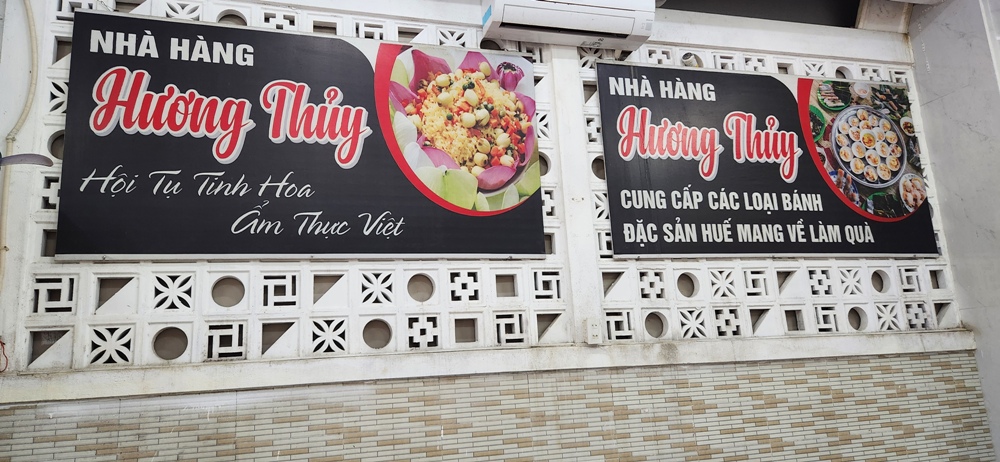 NHÀ HÀNG
Hương Thủy
Hội Tụ Tinh Hoa
Ẩm Thực Việt
NHÀ HÀNG
Hương Thủy
CUNG CẤP CÁC LOẠI BÁNH
ĐẶC SẢN HUẾ MANG VỀ LÀM QUÀ